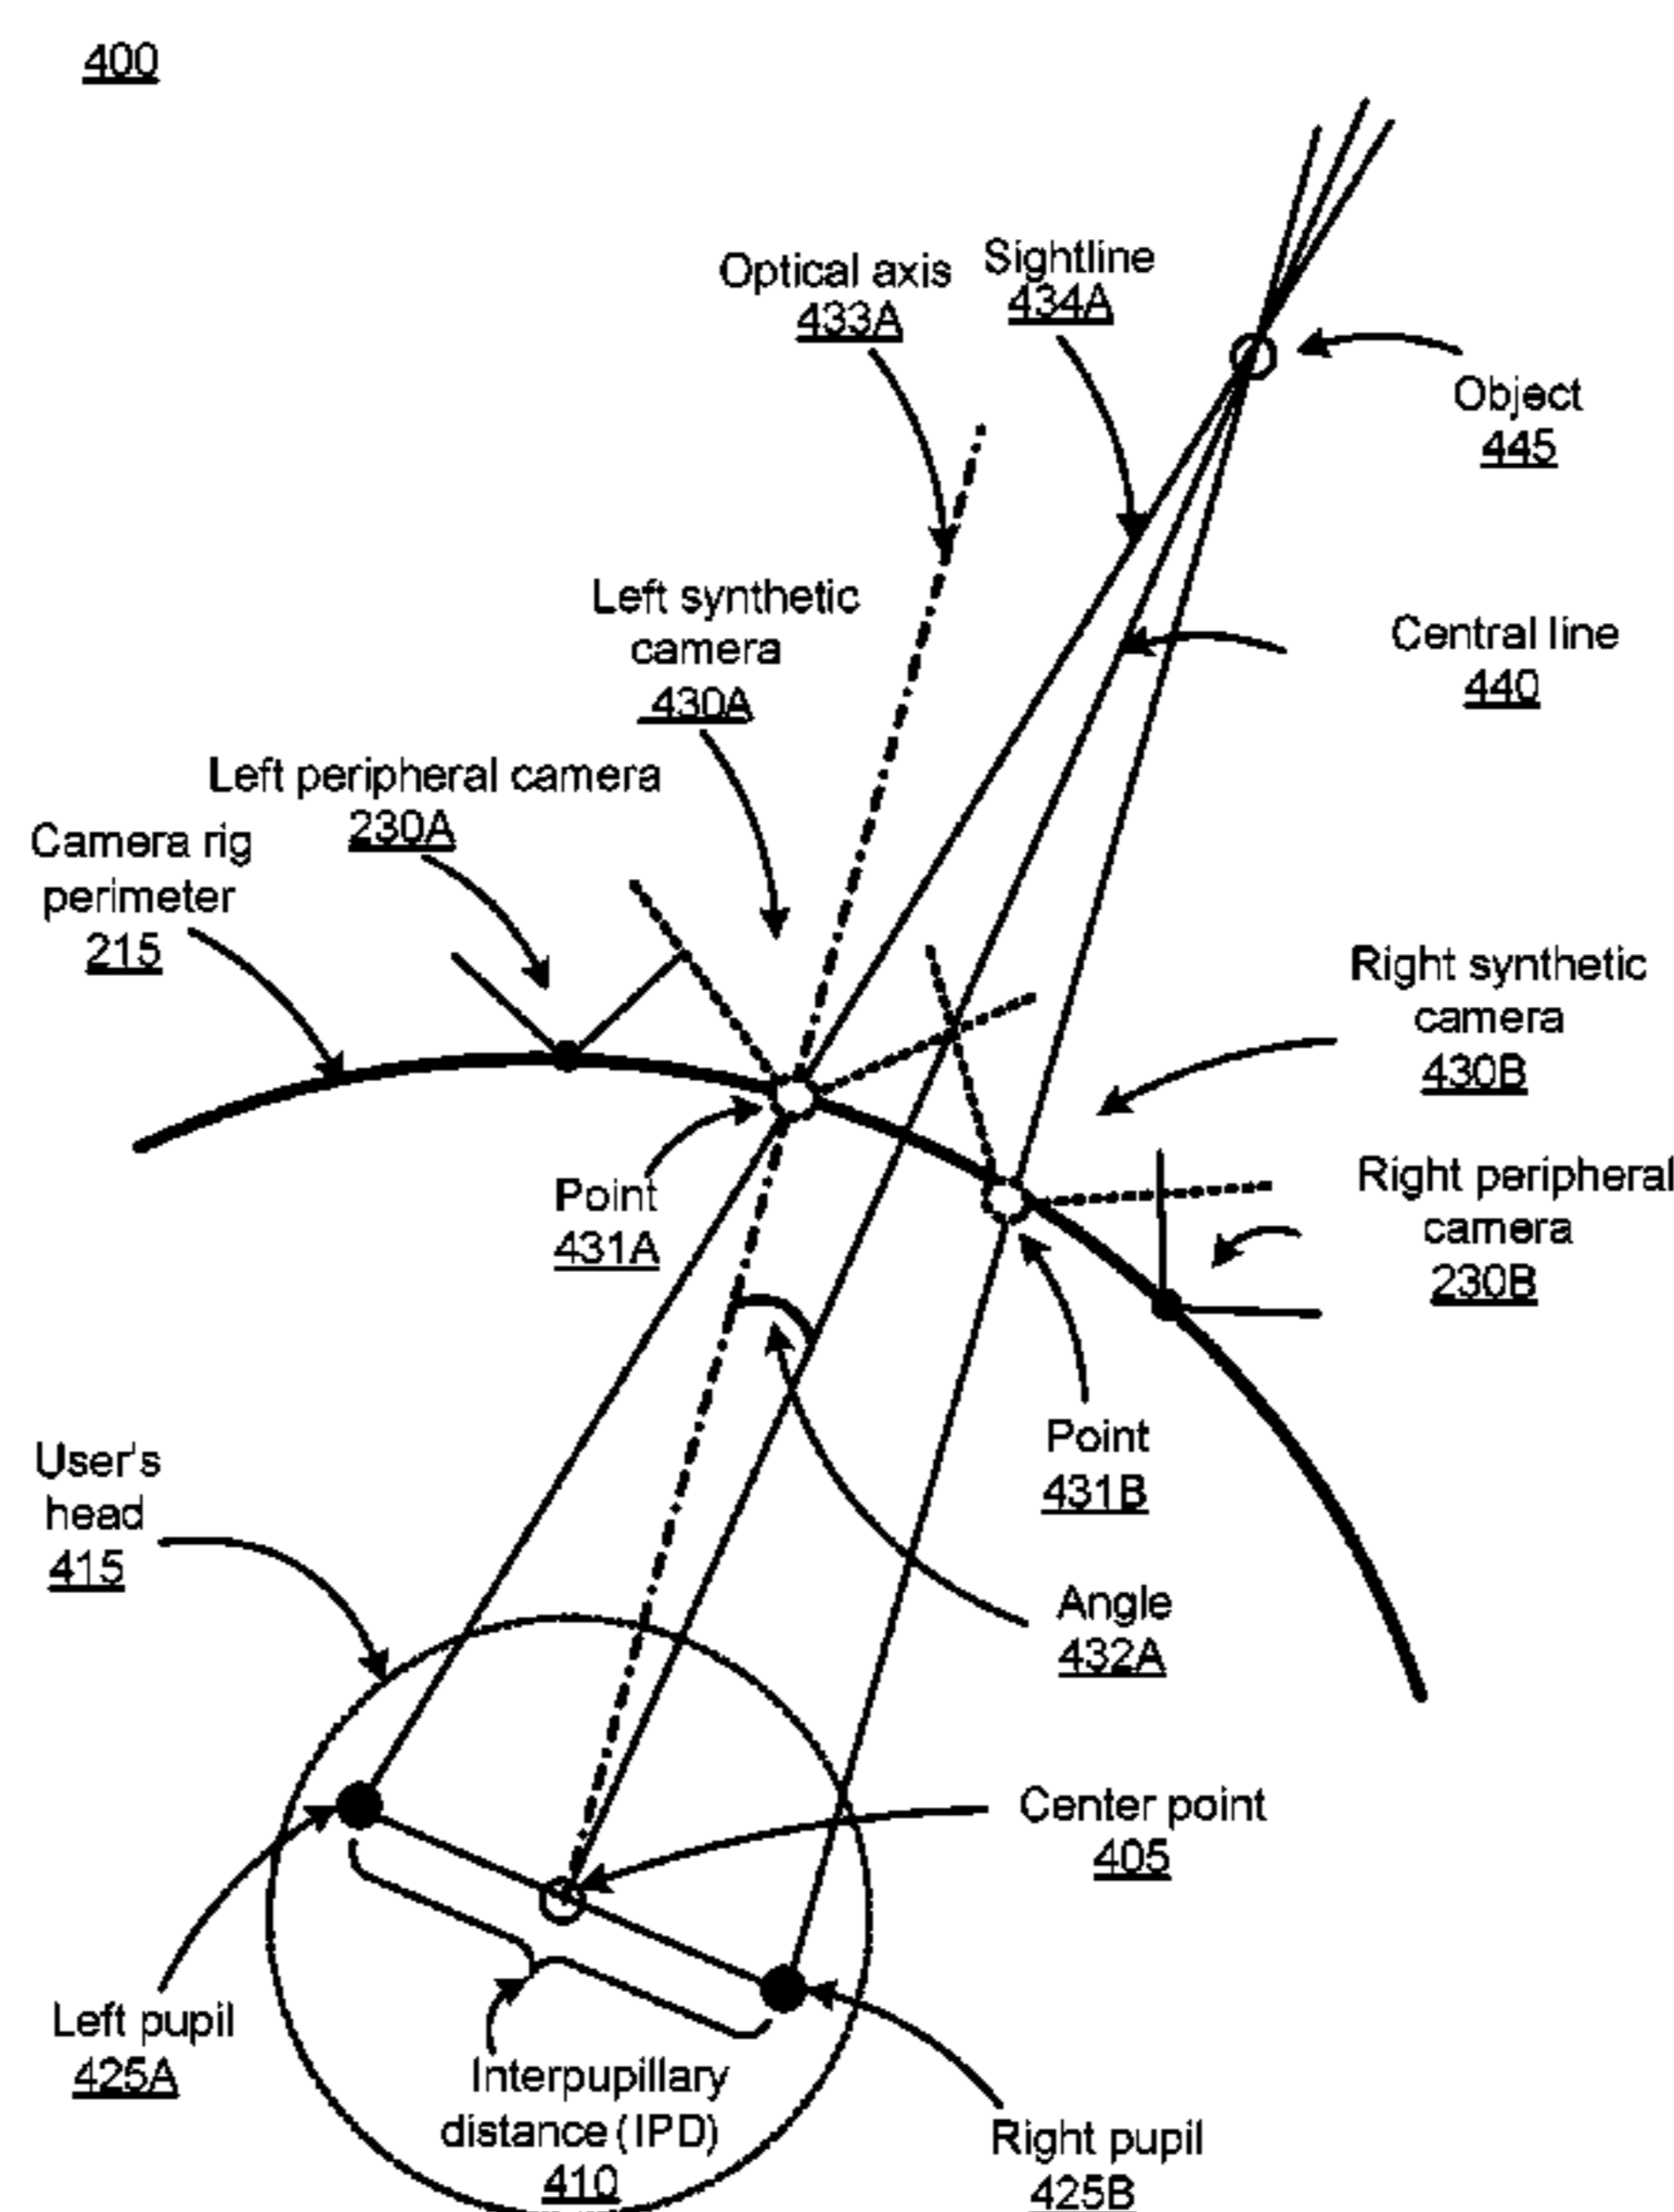 400
Optical axis
433A
Sightline
434A
Object
445
Left synthetic
camera
430A
Central line
440
Left peripheral camera
230A
Camera rig
perimeter
215
Right synthetic
camera
430B
Right peripheral
camera
230B
Point
431A
Point
431B
User's
head
415
Angle
432A
Center point
405
Left pupil
425A
Interpupillary
distance (IPD)
410
Right pupil
425B